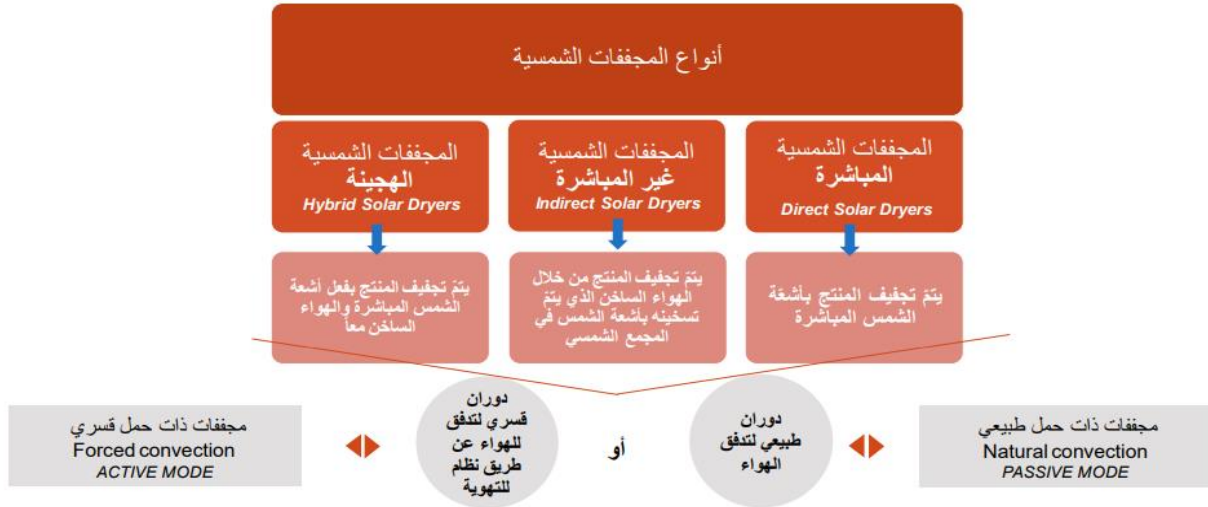 أنواع المجففات الشمسية
المجففات الشمسية
المباشرة
Direct Solar Dryers
المجففات الشمسية
غير المباشرة
Indirect Solar Dryers
المجففات الشمسية
الهجينة
Hybrid Solar Dryers
يتمّ تجفيف المنتج بأشعّة
الشمس المباشرة
يتمّ تجفيف المنتج من خلال
الهواء الساخن الذي يتمّ
تسخينه بأشعة الشمس في
المجمع الشمسي
يتمّ تجفيف المنتج بفعل أشعة
الشمس المباشرة والهواء
الساخن معاً
مجففات ذات حمل طبيعي
Natural convection
PASSIVE MODE
دوران
طبيعي لتدفق
الهواء
أو
دوران
قسري لتدفق
للهواء عن
طريق نظام
للتهوية
مجففات ذات حمل قسري
Forced convection
ACTIVE MODE